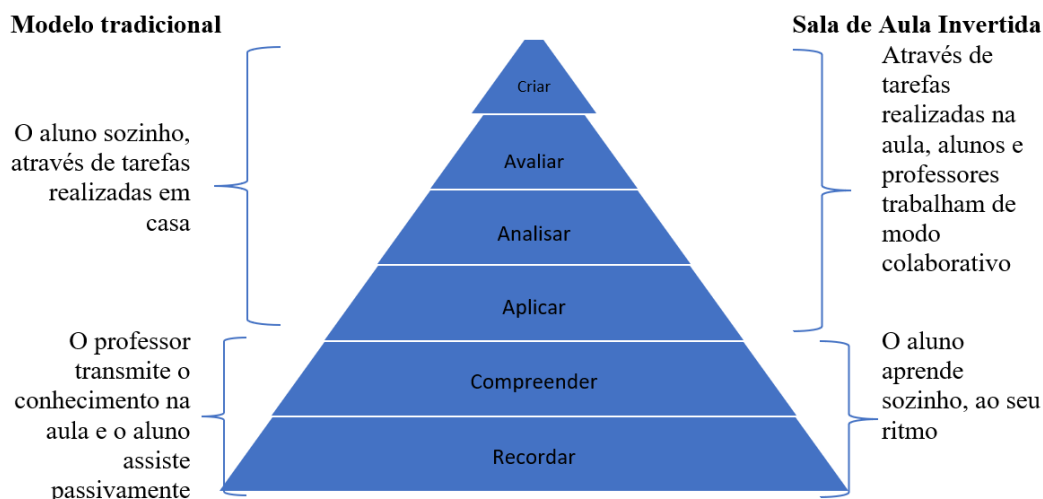 Modelo tradicional
Sala de Aula Invertida
O aluno sozinho,
através de tarefas
realizadas em
casa
O professor
transmite o
conhecimento na
aula e o aluno
assiste
passivamente
Criar
Avaliar
Analisar
Aplicar
Compreender
Recordar
Através de
tarefas
realizadas na
aula, alunos e
professores
trabalham de
modo
colaborativo
O aluno
aprende
sozinho, ao seu
ritmo